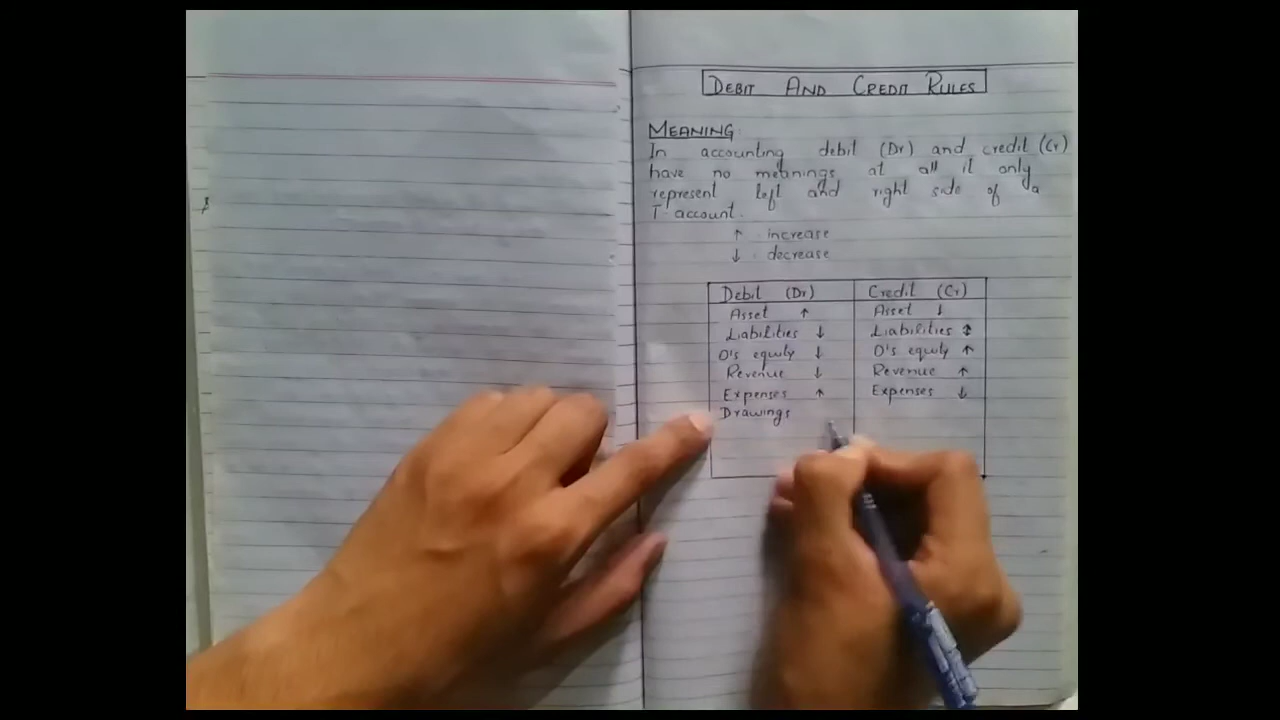 DEBIT AND CREDIT RULES
MEANING
In accounting debit (Dr) and credit (Cr)
have no meanings at all it only
represent left and right side of a
T account.
↑ increase
↓ decrease
Debit (Dr) Credit (Cr)
Asset ↑ Asset ↓
Liabilities ↓ Liabilities ↕
O's equity ↓ O's equity ↑
Revenue ↓ Revenue ↑
Expenses ↑ Expenses ↓
Drawings